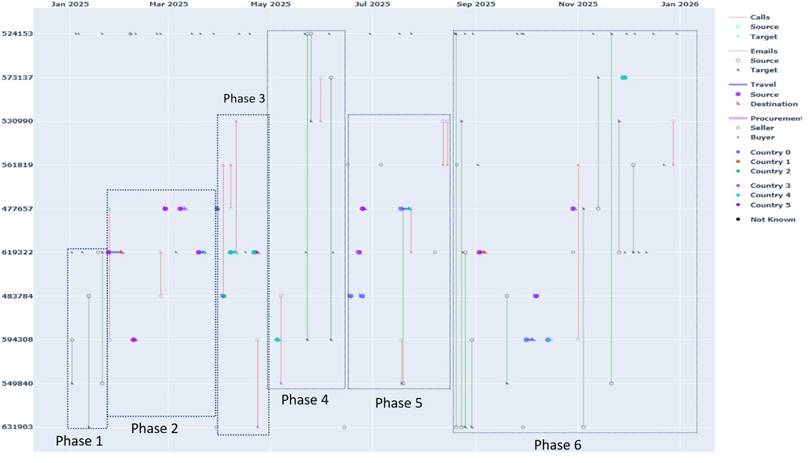 Jan 2025 Mar 2025 May 2025 Jul 2025 Sep 2025 Nov 2025 Jan 2026
524153
573137
530990
561819
477657
619322
483784
594308
549840
631903
Phase 1
Phase 2
Phase 3
Phase 4
Phase 5
Phase 6
Calls
Source
Target
Emails
Source
Target
Travel
Source
Destination
Procuremen
Seller
Buyer
Country 0
Country 1
Country 2
Country 3
Country 4
Country 5
Not Known